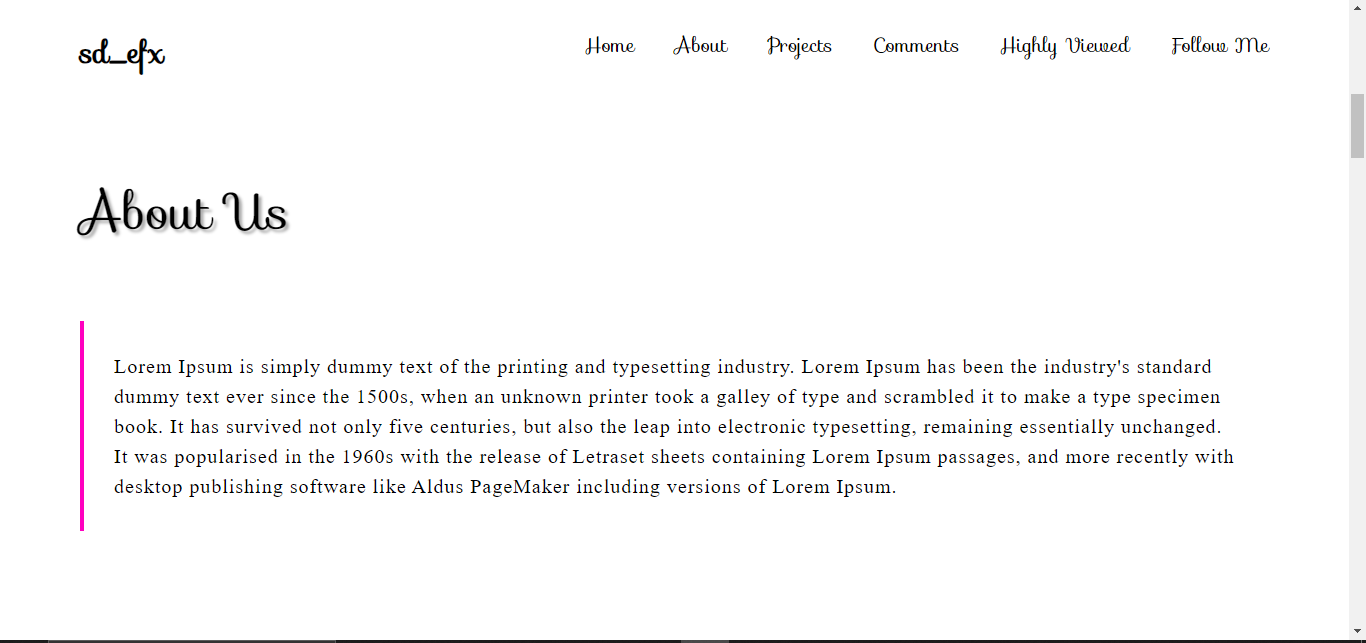 sd_efx
Home About Projects Comments Highly Viewed Follow Me
About Us
Lorem Ipsum is simply dummy text of the printing and typesetting industry. Lorem Ipsum has been the industry's standard
dummy text ever since the 1500s, when an unknown printer took a galley of type and scrambled it to make a type specimen
book. It has survived not only five centuries, but also the leap into electronic typesetting, remaining essentially unchanged.
It was popularised in the 1960s with the release of Letraset sheets containing Lorem Ipsum passages, and more recently with
desktop publishing software like Aldus PageMaker including versions of Lorem Ipsum.